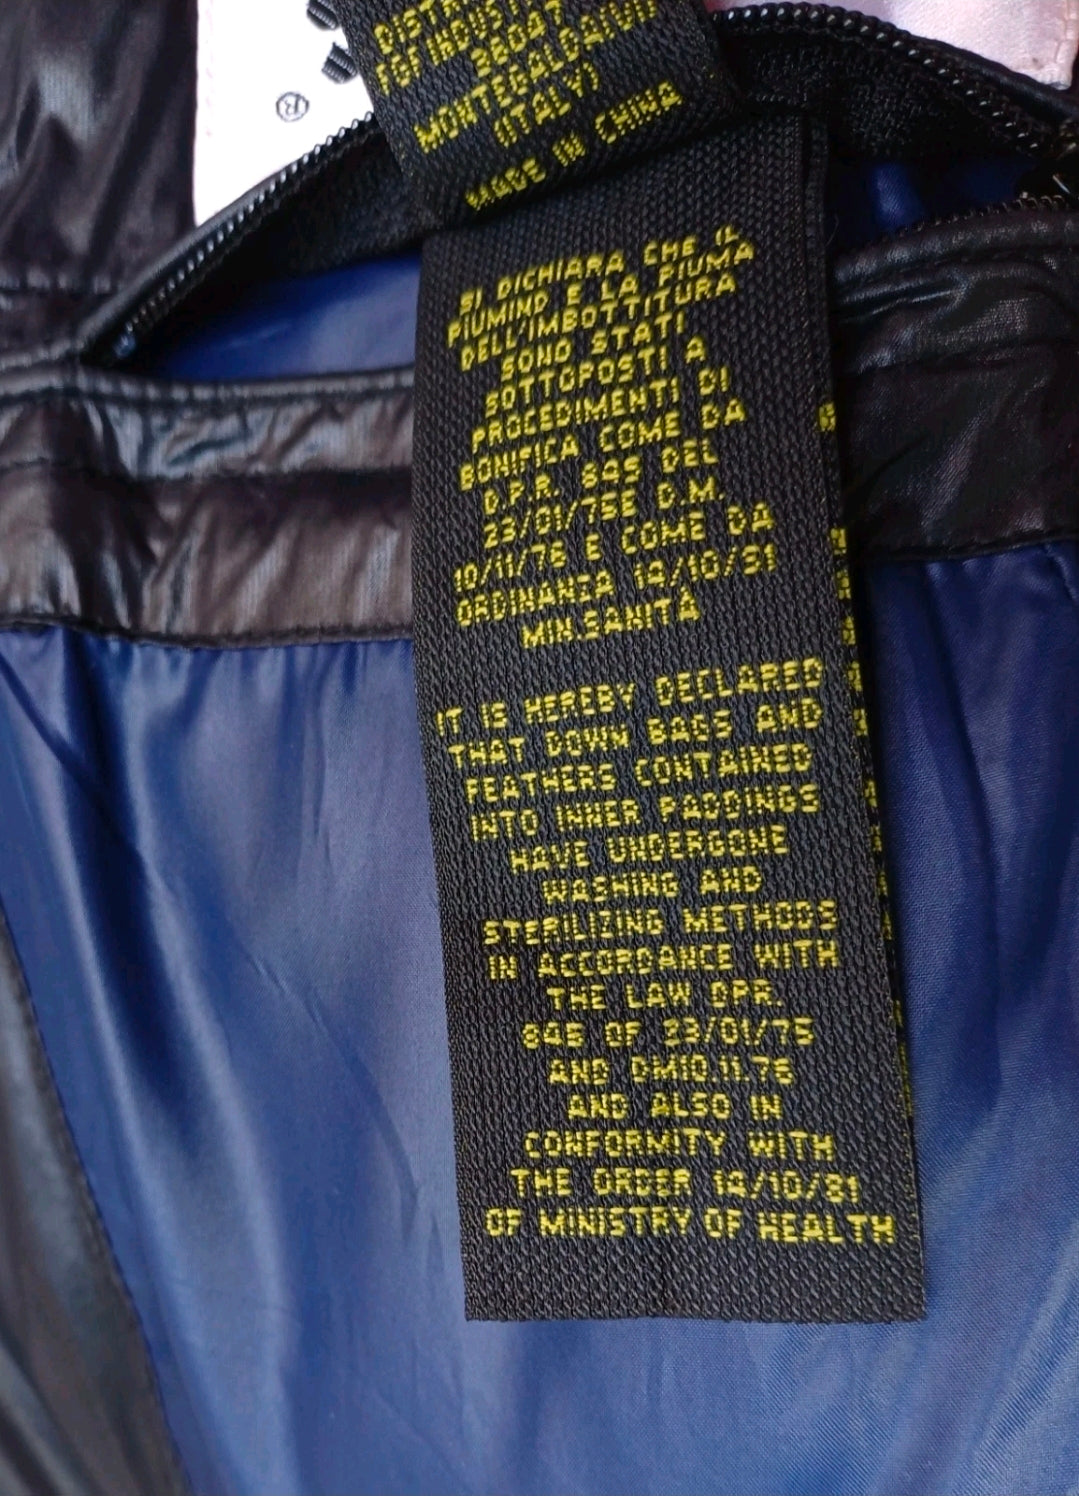 ®
36047
MONTEGALDA(VI)
(ITALY)
MADE IN CHINA
SI DICHIARA CHE IL
PIUMINO E LA PIUMA
DELL'IMBOTTITURA
SONO STATI
SOTTOPOSTI A
PROCEDIMENTI DI
BONIFICA COME DA
D.P.R. 845 DEL
23/01/75E D.M.
10/11/76 E COME DA
ORDINANZA 14/10/81
MIN.SANITÀ
IT IS HEREBY DECLARED
THAT DOWN BAGS AND
FEATHERS CONTAINED
INTO INNER PADDINGS
HAVE UNDERGONE
WASHING AND
STERILIZING METHODS
IN ACCORDANCE WITH
THE LAW DPR.
845 OF 23/01/75
AND DM10.11.76
AND ALSO IN
CONFORMITY WITH
THE ORDER 14/10/81
OF MINISTRY OF HEALTH